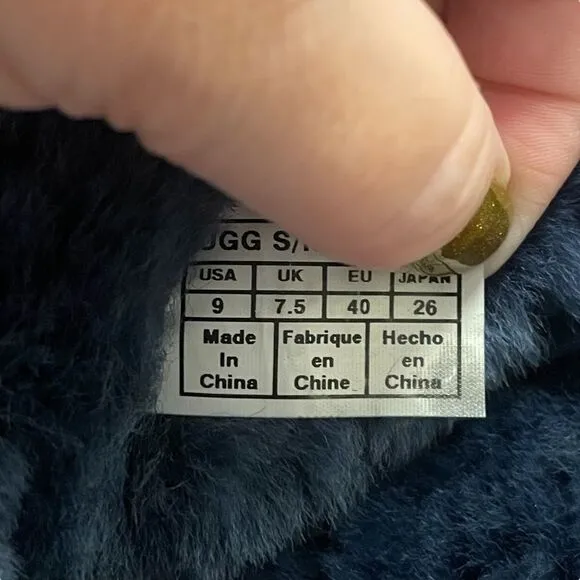 UGG
USA UK EU JAPAN
9 7.5 40 26
Made Fabrique Hecho
In en en
China Chine China